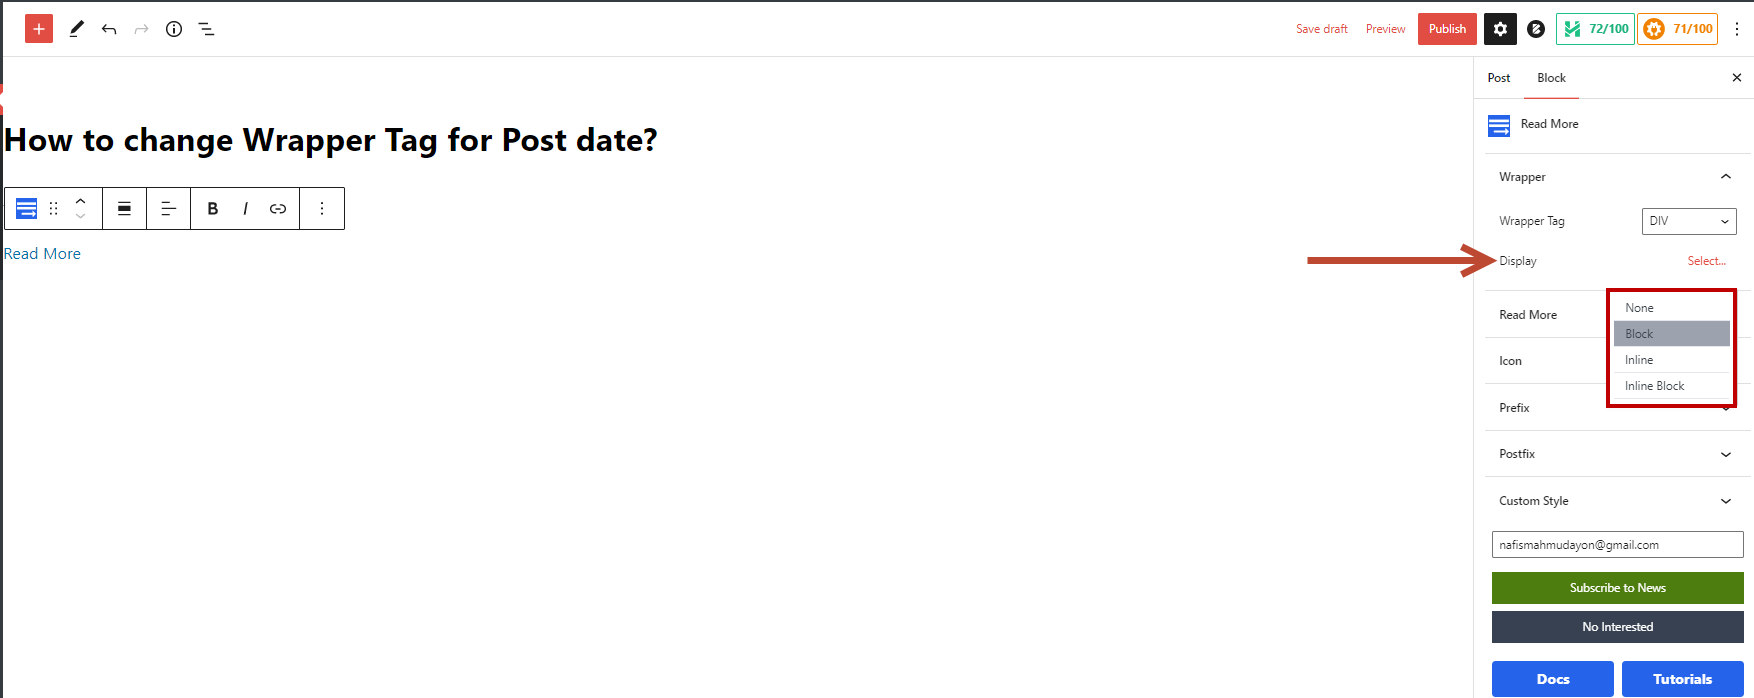 Save draft Preview Publish 72/100 71/100
Post Block
Read More
How to change Wrapper Tag for Post date?
Wrapper
B I
Wrapper Tag DIV
Read More
Display Select...
None
Read More
Block
Inline
Icon
Inline Block
Prefix
Postfix
Custom Style
nafismahmudayon@gmail.com
Subscribe to News
No Interested
Docs Tutorials